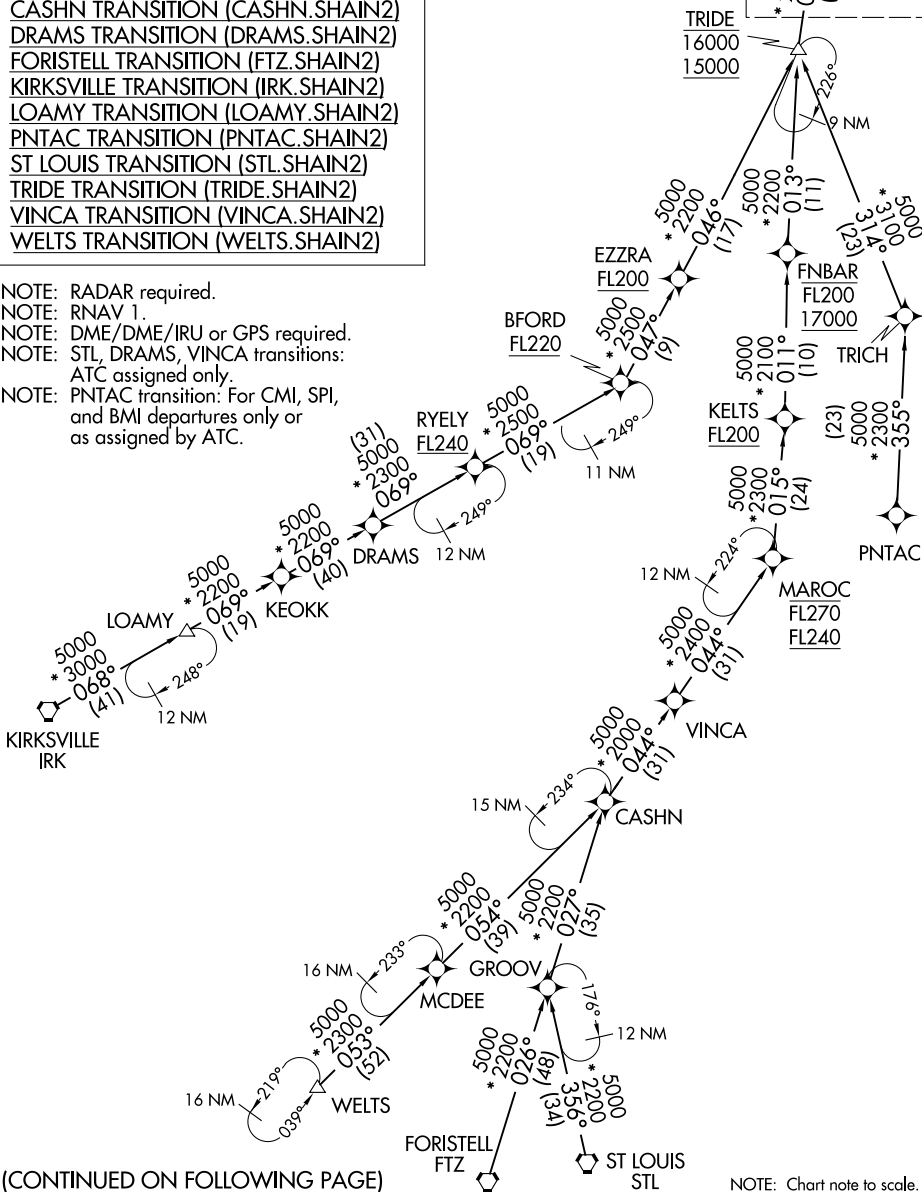 CASHN TRANSITION (CASHN.SHAIN2)
DRAMS TRANSITION (DRAMS.SHAIN2)
FORISTELL TRANSITION (FTZ.SHAIN2)
KIRKSVILLE TRANSITION (IRK.SHAIN2)
LOAMY TRANSITION (LOAMY.SHAIN2)
PNTAC TRANSITION (PNTAC.SHAIN2)
ST LOUIS TRANSITION (STL.SHAIN2)
TRIDE TRANSITION (TRIDE.SHAIN2)
VINCA TRANSITION (VINCA.SHAIN2)
WELTS TRANSITION (WELTS.SHAIN2)
NOTE: RADAR required.
NOTE: RNAV 1.
NOTE: DME/DME/IRU or GPS required.
NOTE: STL, DRAMS, VINCA transitions:
ATC assigned only.
NOTE: PNTAC transition: For CMI, SPI,
and BMI departures only or
as assigned by ATC.
TRIDE
16000
15000
226°
9 NM
5000
*2200
046°
(17)
5000
*2200
013°
(11)
5000
*3100
314°
(23)
EZZRA
FL200
FNBAR
FL200
17000
TRICH
BFORD
FL220
5000
*2500
047°
(9)
5000
*2100
011°
(10)
KELTS
FL200
(23)
5000
*2300
355°
PNTAC
RYELY
FL240
5000
*2500
069°
(19)
249°
11 NM
(31)
5000
*2300
069°
249°
12 NM
DRAMS
5000
*2300
015°
(24)
224°
12 NM
MAROC
FL270
FL240
5000
*2200
069°
(40)
KEOKK
5000
*2200
069°
(19)
LOAMY
248°
12 NM
5000
*3000
068°
(41)
KIRKSVILLE
IRK
5000
*2400
044°
(31)
VINCA
5000
*2000
044°
(31)
234°
15 NM
CASHN
5000
*2200
054°
(39)
5000
*2200
027°
(35)
233°
16 NM
MCDEE
GROOV
176°
12 NM
5000
*2300
053°
(52)
219°
039°
16 NM
WELTS
5000
*2200
026°
(48)
5000
*2200
356°
(34)
FORISTELL
FTZ
ST LOUIS
STL
(CONTINUED ON FOLLOWING PAGE)
NOTE: Chart note to scale.